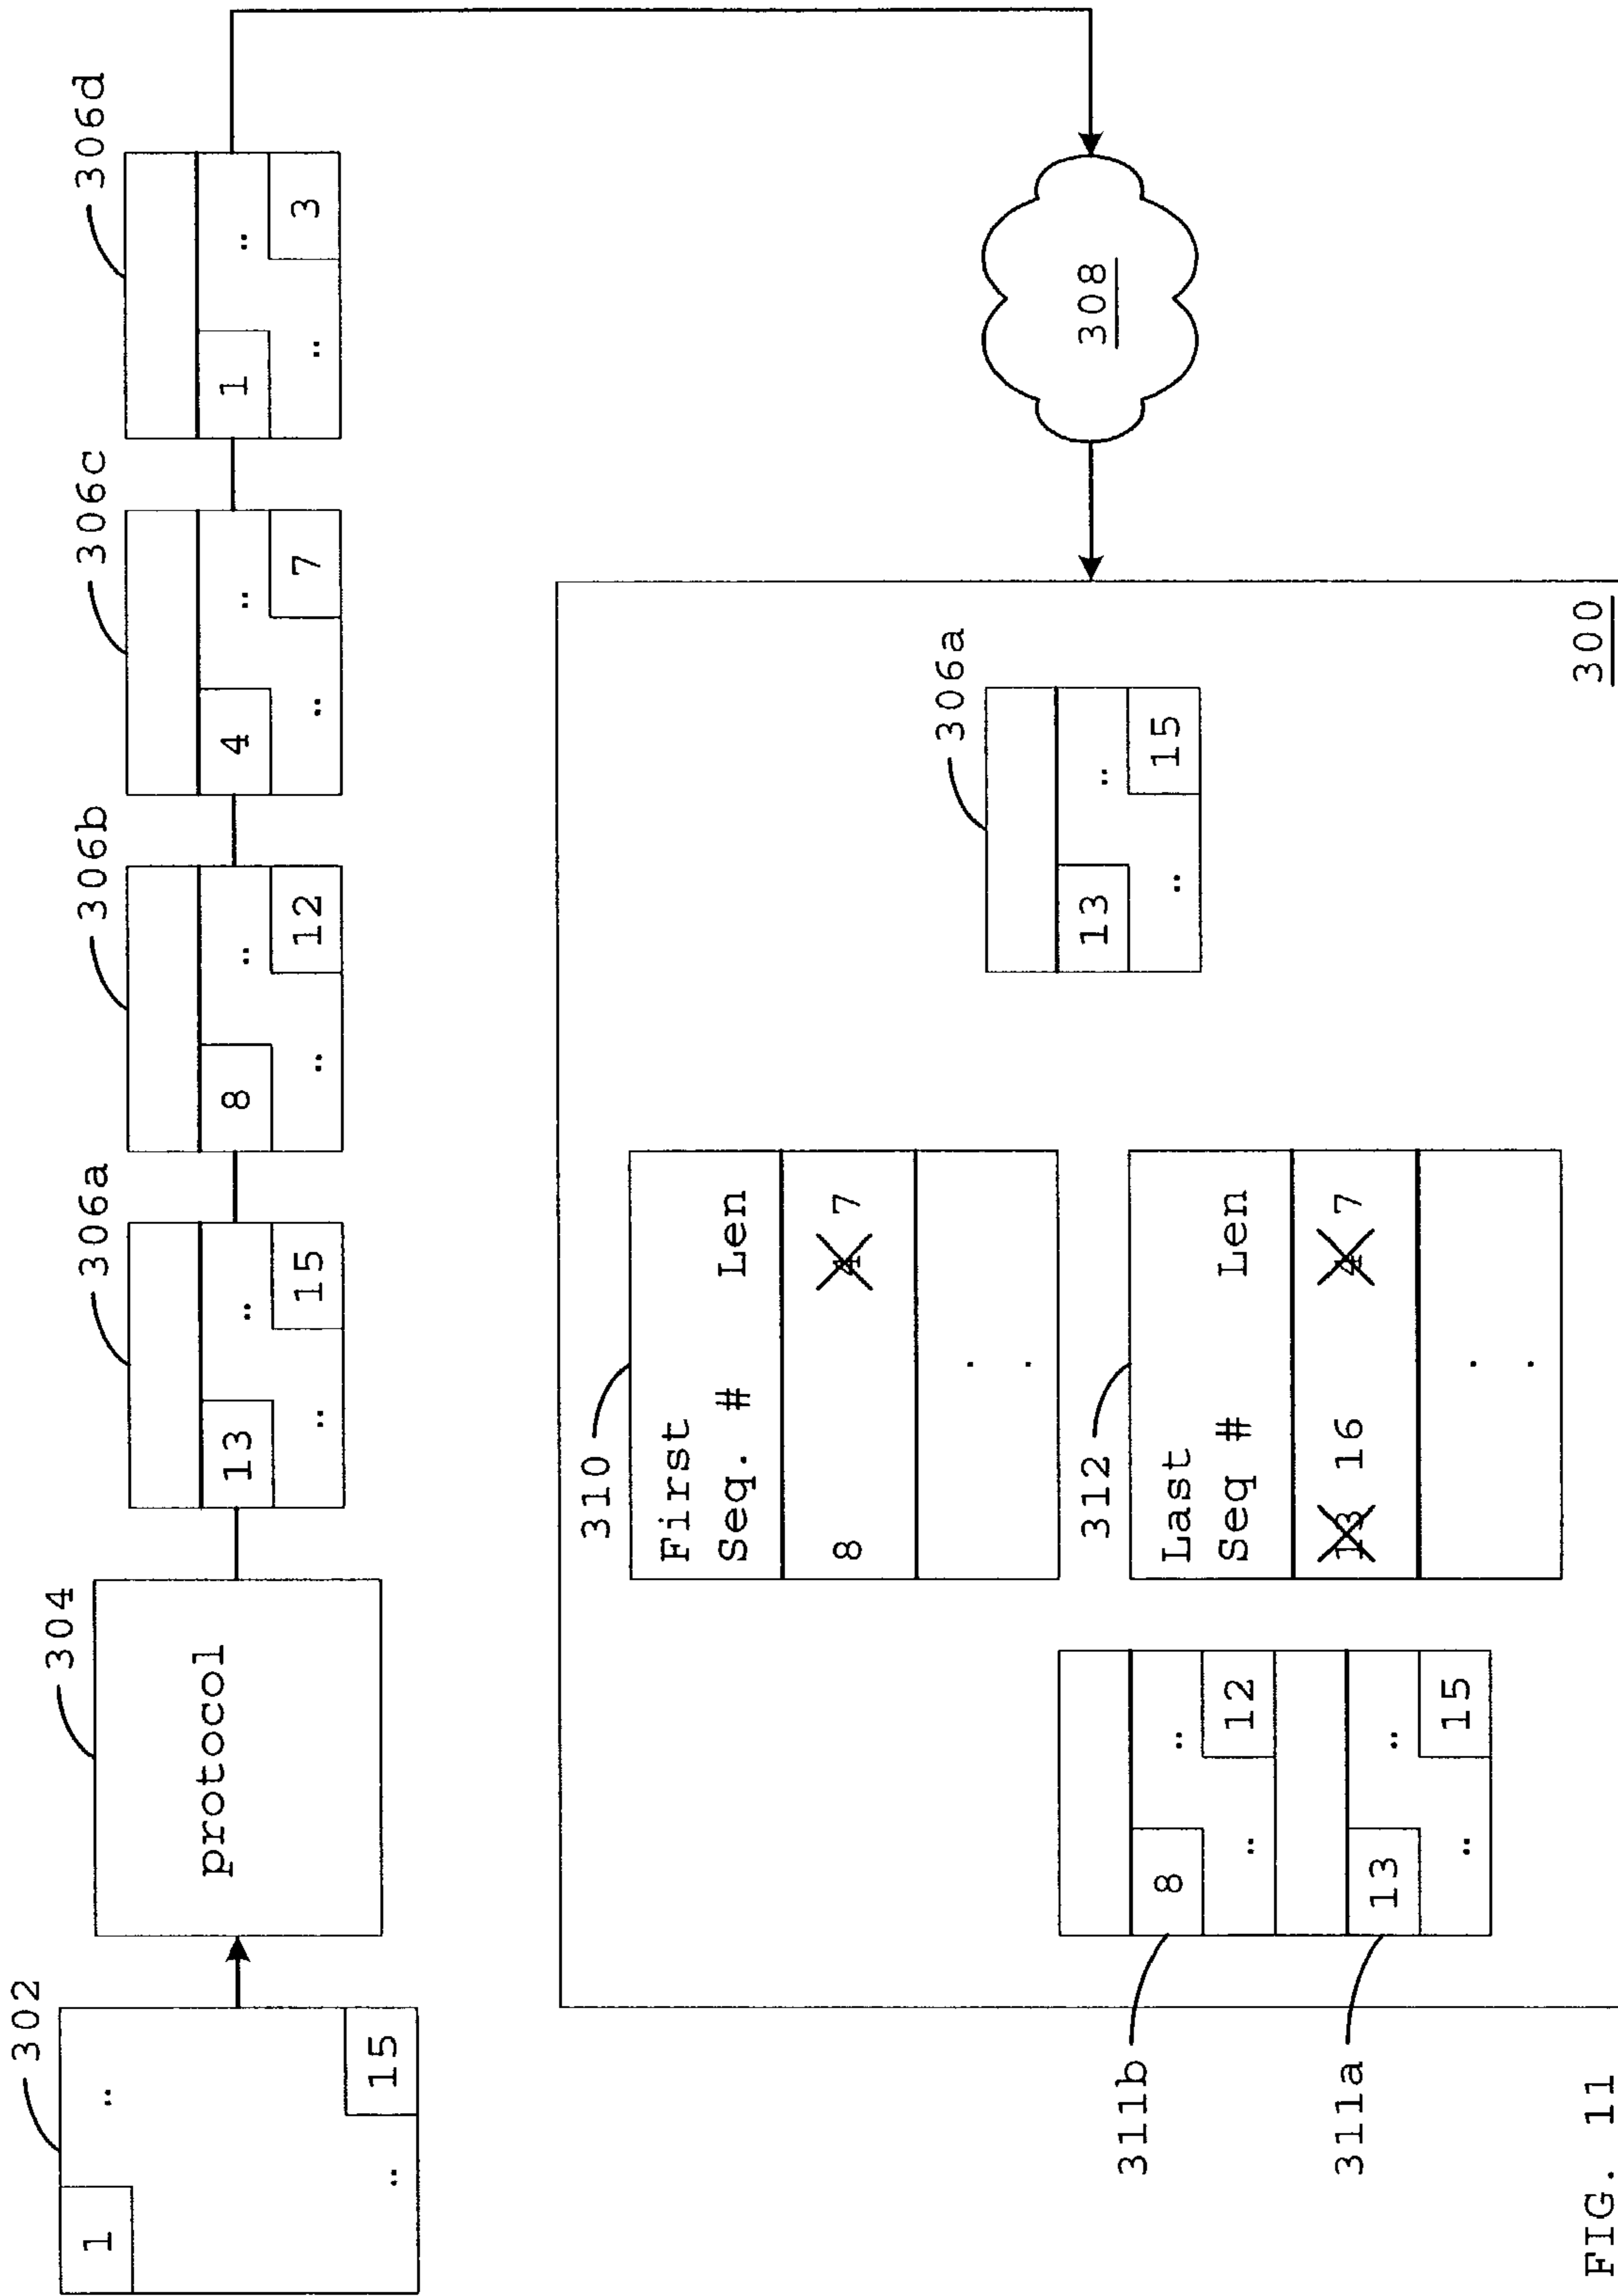 302
1 ..
.. 15
304
protocol
306a
13 ..
.. 15
306b
8 ..
.. 12
306c
4 ..
.. 7
306d
1 ..
.. 3
308
311b
8 ..
.. 12
311a
13 ..
.. 15
310
First
Seq. # Len
8 4 7
.
.
312
Last
Seq # Len
13 16 4 7
.
.
306a
13 ..
.. 15
300
FIG. 11